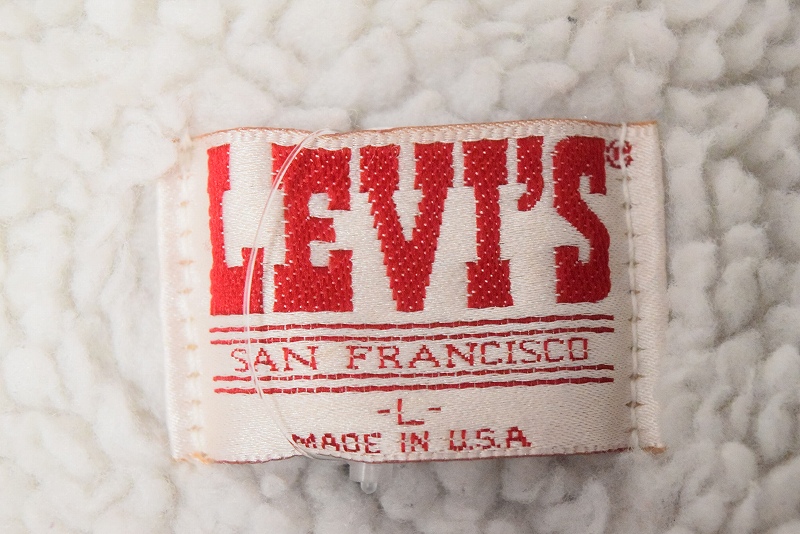 LEVI'S®
SAN FRANCISCO
-L-
MADE IN U.S.A